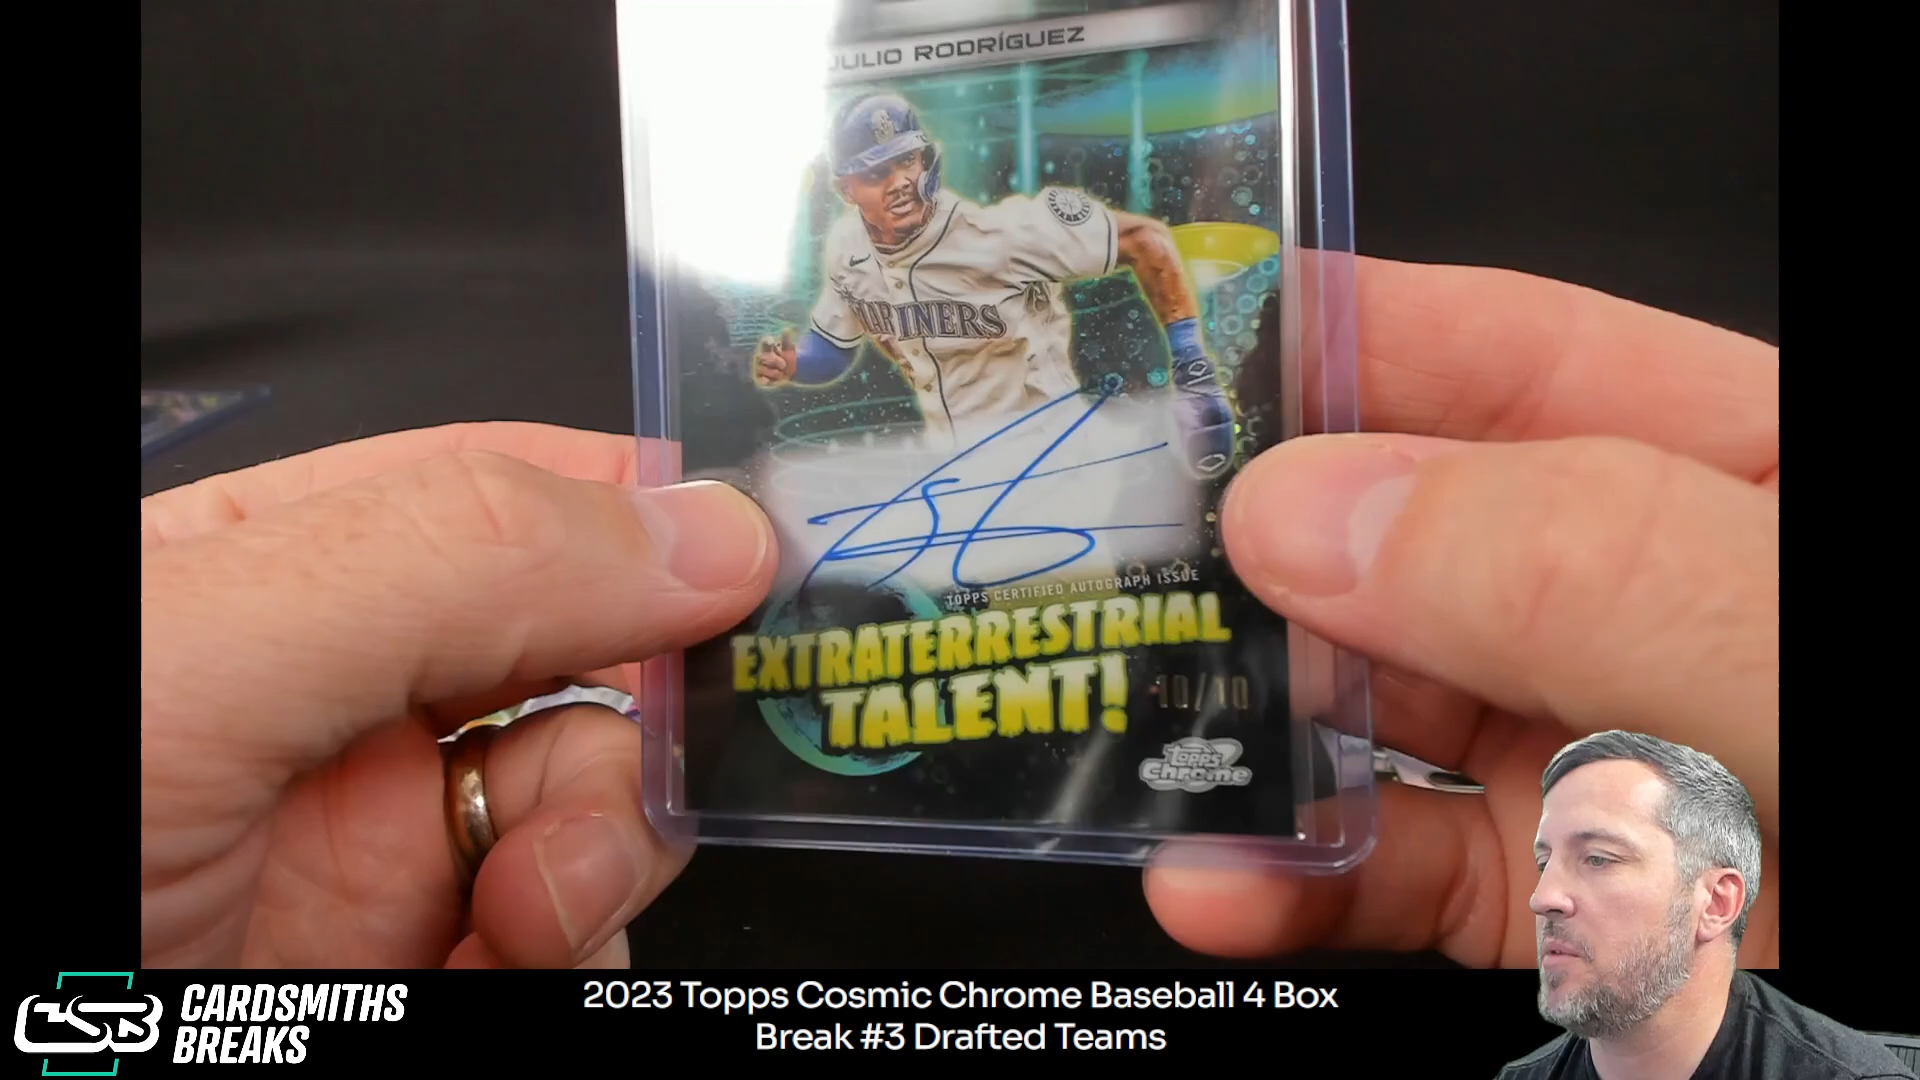 JULIO RODRÍGUEZ
MARINERS
TOPPS CERTIFIED AUTOGRAPH ISSUE
EXTRATERRESTRIAL
TALENT!
10/10
Topps
Chrome
CSB
CARDSMITHS
BREAKS
2023 Topps Cosmic Chrome Baseball 4 Box
Break #3 Drafted Teams